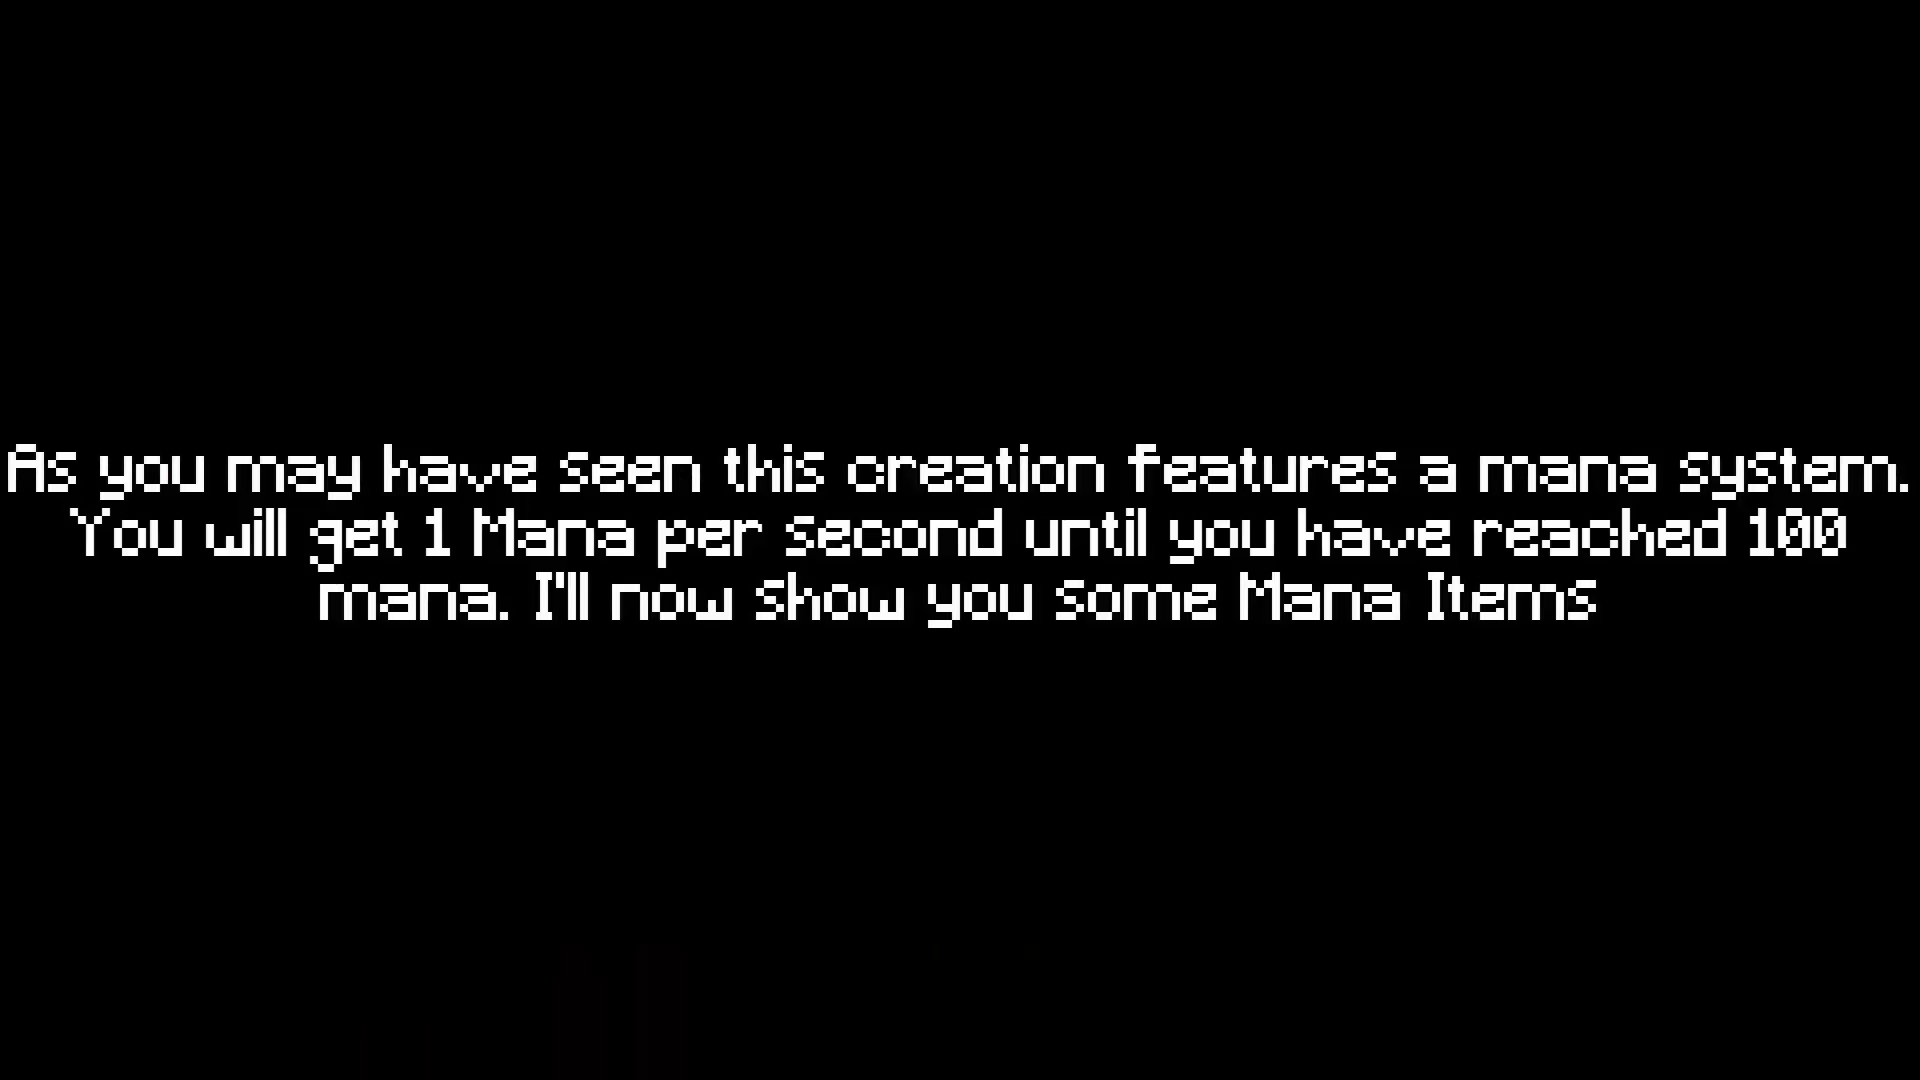 As you may have seen this creation features a mana system.
You will get 1 Mana per second until you have reached 100
mana. I'll now show you some Mana Items